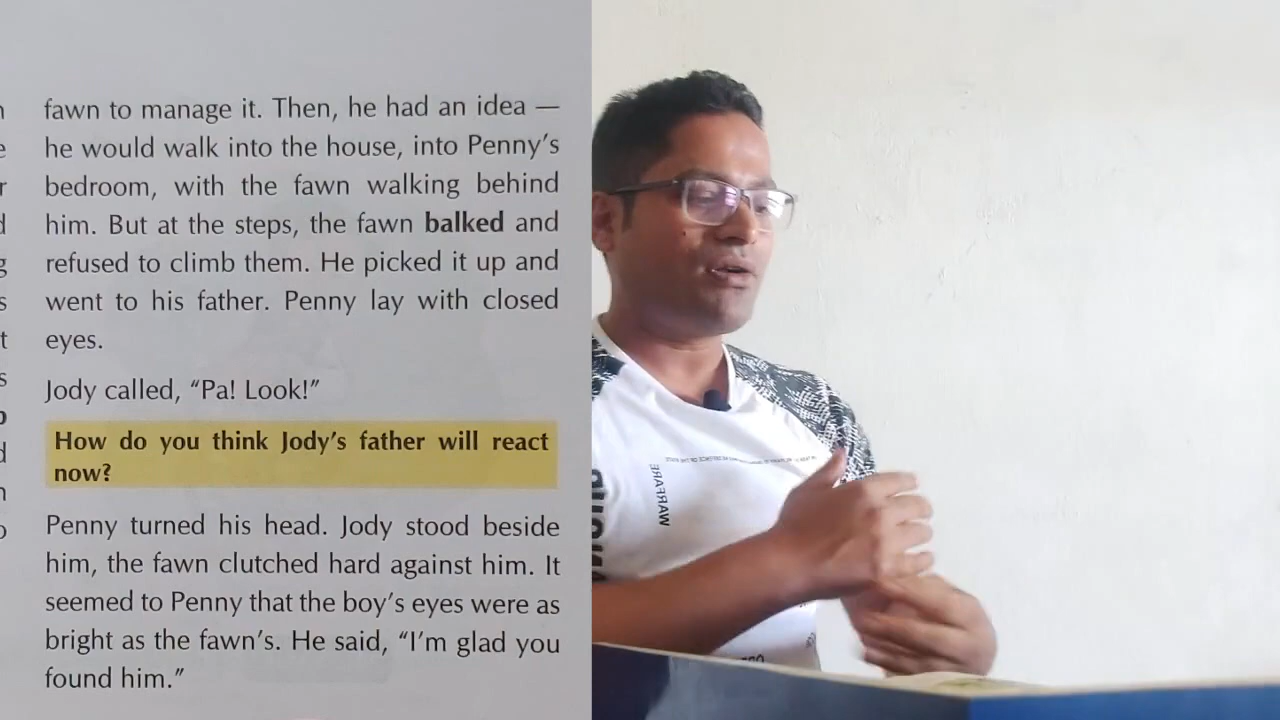 fawn to manage it. Then, he had an idea —
he would walk into the house, into Penny’s
bedroom, with the fawn walking behind
him. But at the steps, the fawn balked and
refused to climb them. He picked it up and
went to his father. Penny lay with closed
eyes.
Jody called, “Pa! Look!”
How do you think Jody’s father will react
now?
Penny turned his head. Jody stood beside
him, the fawn clutched hard against him. It
seemed to Penny that the boy’s eyes were as
bright as the fawn’s. He said, “I’m glad you
found him.”
WARFARE